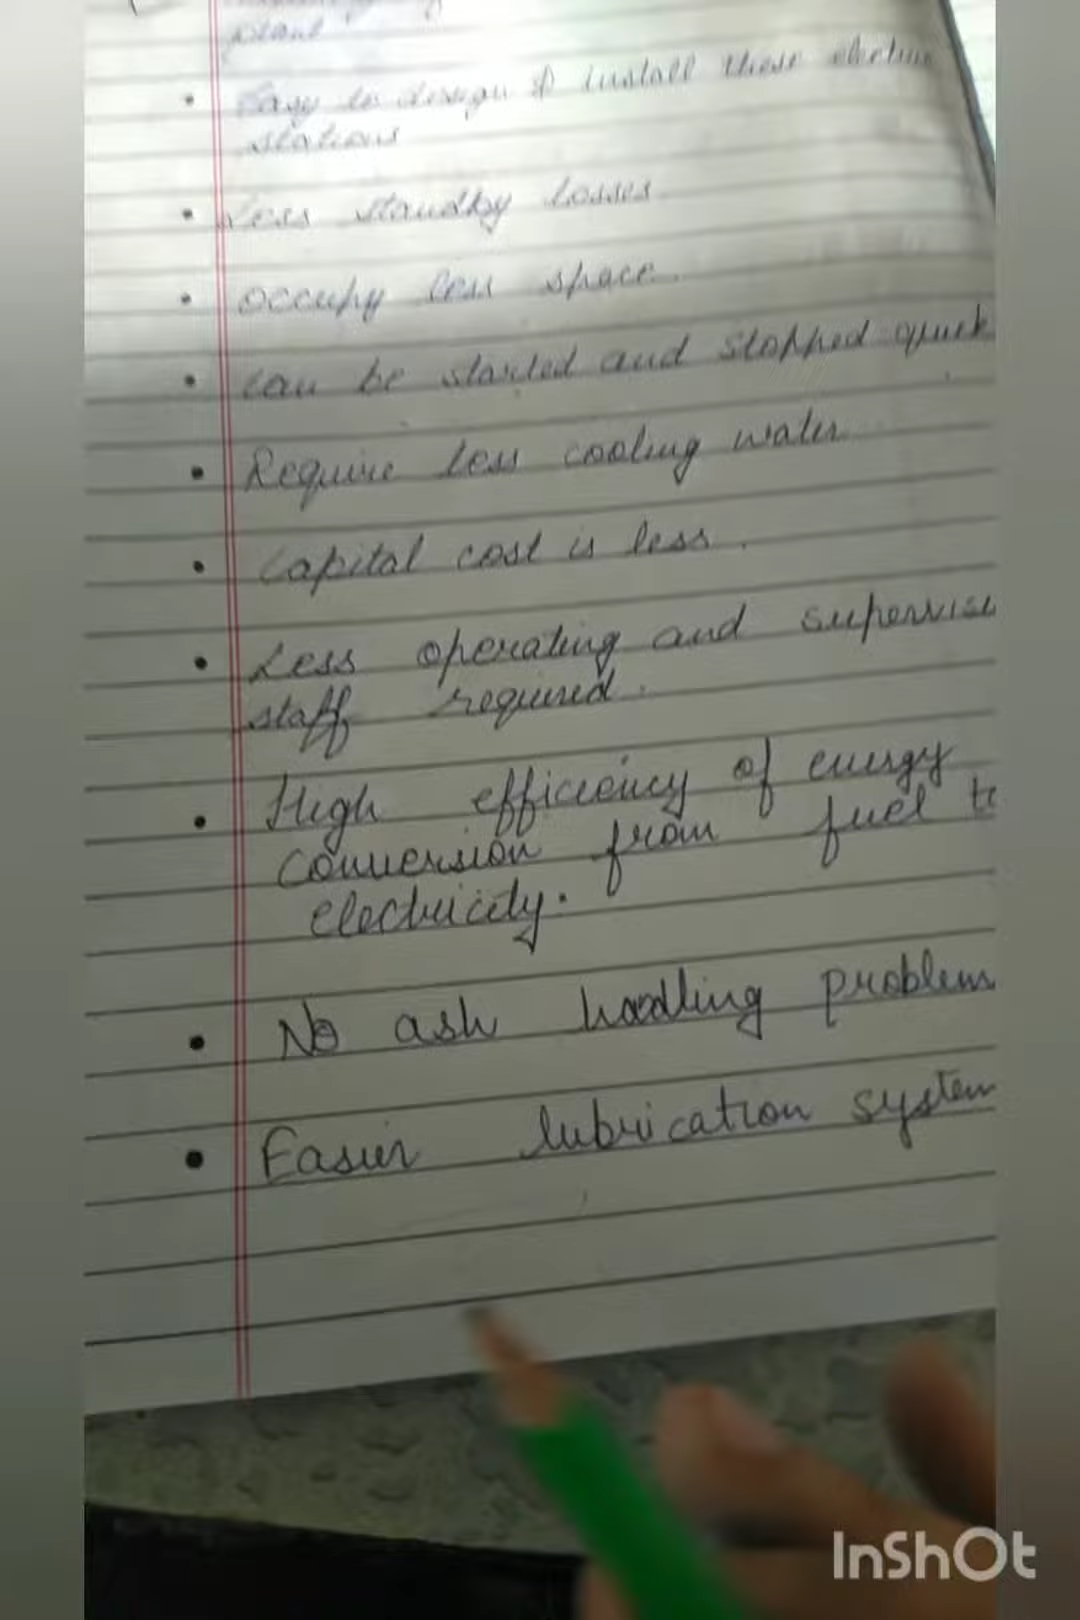 plant
• Easy to design & install these electric
stations
• Less standby losses
• occupy less space.
• can be started and stopped quick
• Require less cooling water
• Capital cost is less.
• Less operating and supervisi
staff required.
• High efficiency of energy
conversion from fuel to
electricity.
• No ash handling problem
• Easier lubrication system
InShOt